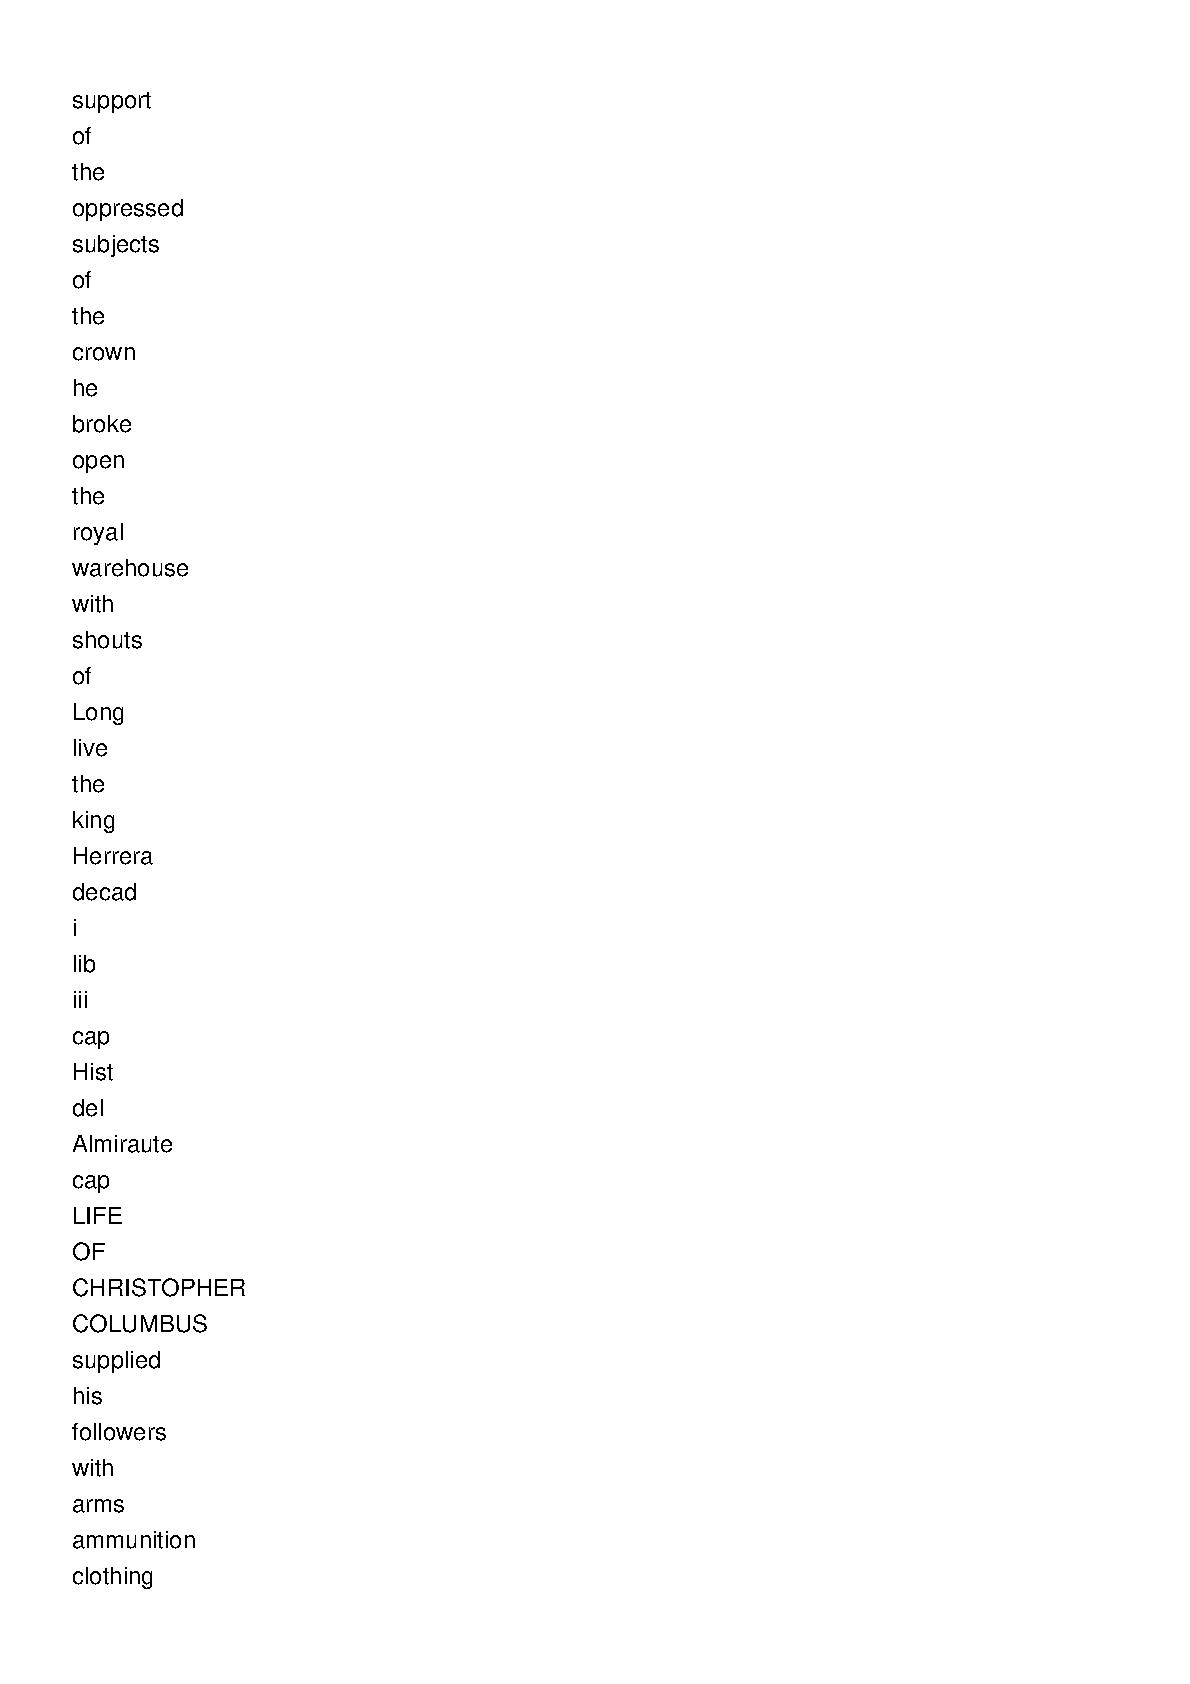 support
of
the
oppressed
subjects
of
the
crown
he
broke
open
the
royal
warehouse
with
shouts
of
Long
live
the
king
Herrera
decad
i
lib
iii
cap
Hist
del
Almiraute
cap
LIFE
OF
CHRISTOPHER
COLUMBUS
supplied
his
followers
with
arms
ammunition
clothing